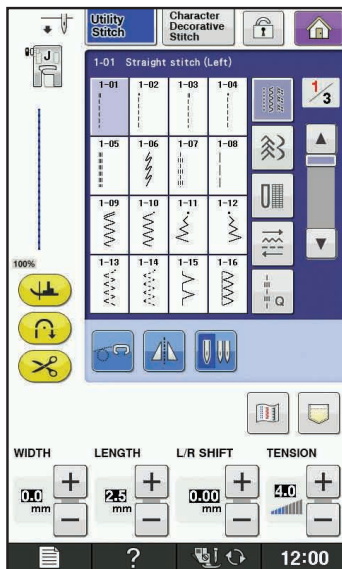 Utility Stitch
Character Decorative Stitch
J
1-01 Straight stitch (Left)
1/3
1-01 1-02 1-03 1-04
1-05 1-06 1-07 1-08
1-09 1-10 1-11 1-12
1-13 1-14 1-15 1-16
Q
100%
WIDTH LENGTH L/R SHIFT TENSION
0.0 mm 2.5 mm 0.00 mm 4.0
+ + + +
− − − −
? 12:00